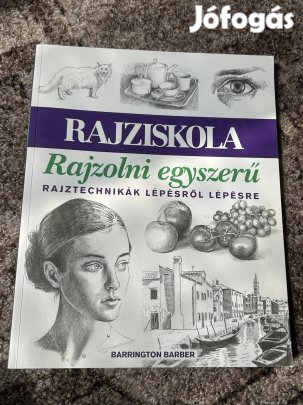 Jófogás
RAJZISKOLA
Rajzolni egyszerű
RAJZTECHNIKÁK LÉPÉSRŐL LÉPÉSRE
BARRINGTON BARBER